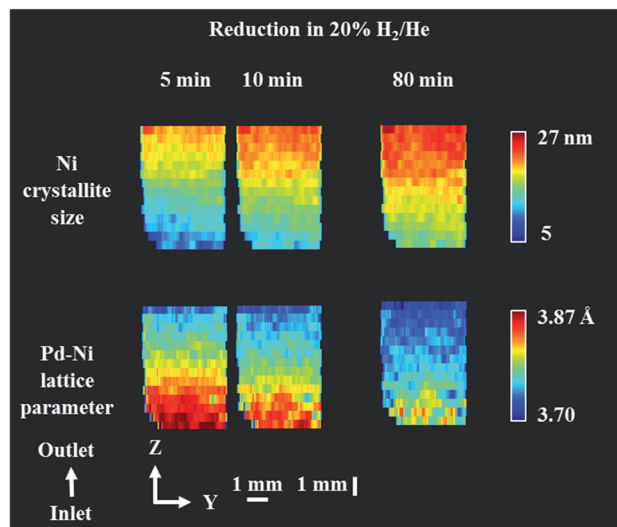 Reduction in 20% H₂/He
5 min 10 min 80 min
Ni
crystallite
size
27 nm
5
Pd-Ni
lattice
parameter
3.87 Å
3.70
Outlet
Inlet
Z
Y
1 mm 1 mm